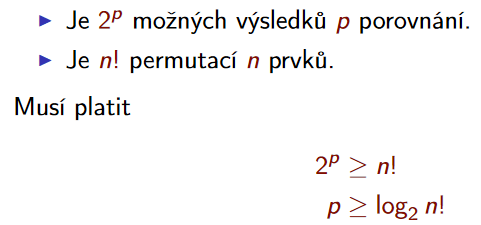 ▶ Je 2^p možných výsledků p porovnání.
▶ Je n! permutací n prvků.
Musí platit
2^p ≥ n!
p ≥ log₂ n!